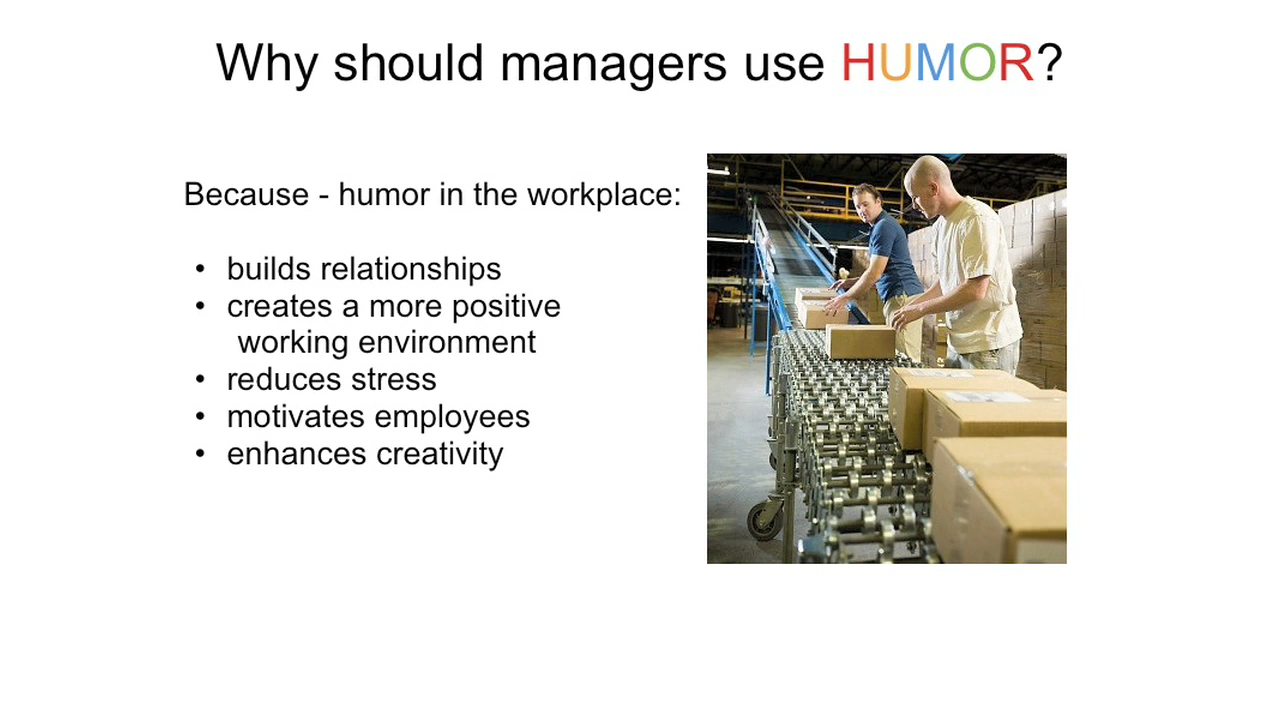 Why should managers use HUMOR?
Because - humor in the workplace:
• builds relationships
• creates a more positive
working environment
• reduces stress
• motivates employees
• enhances creativity